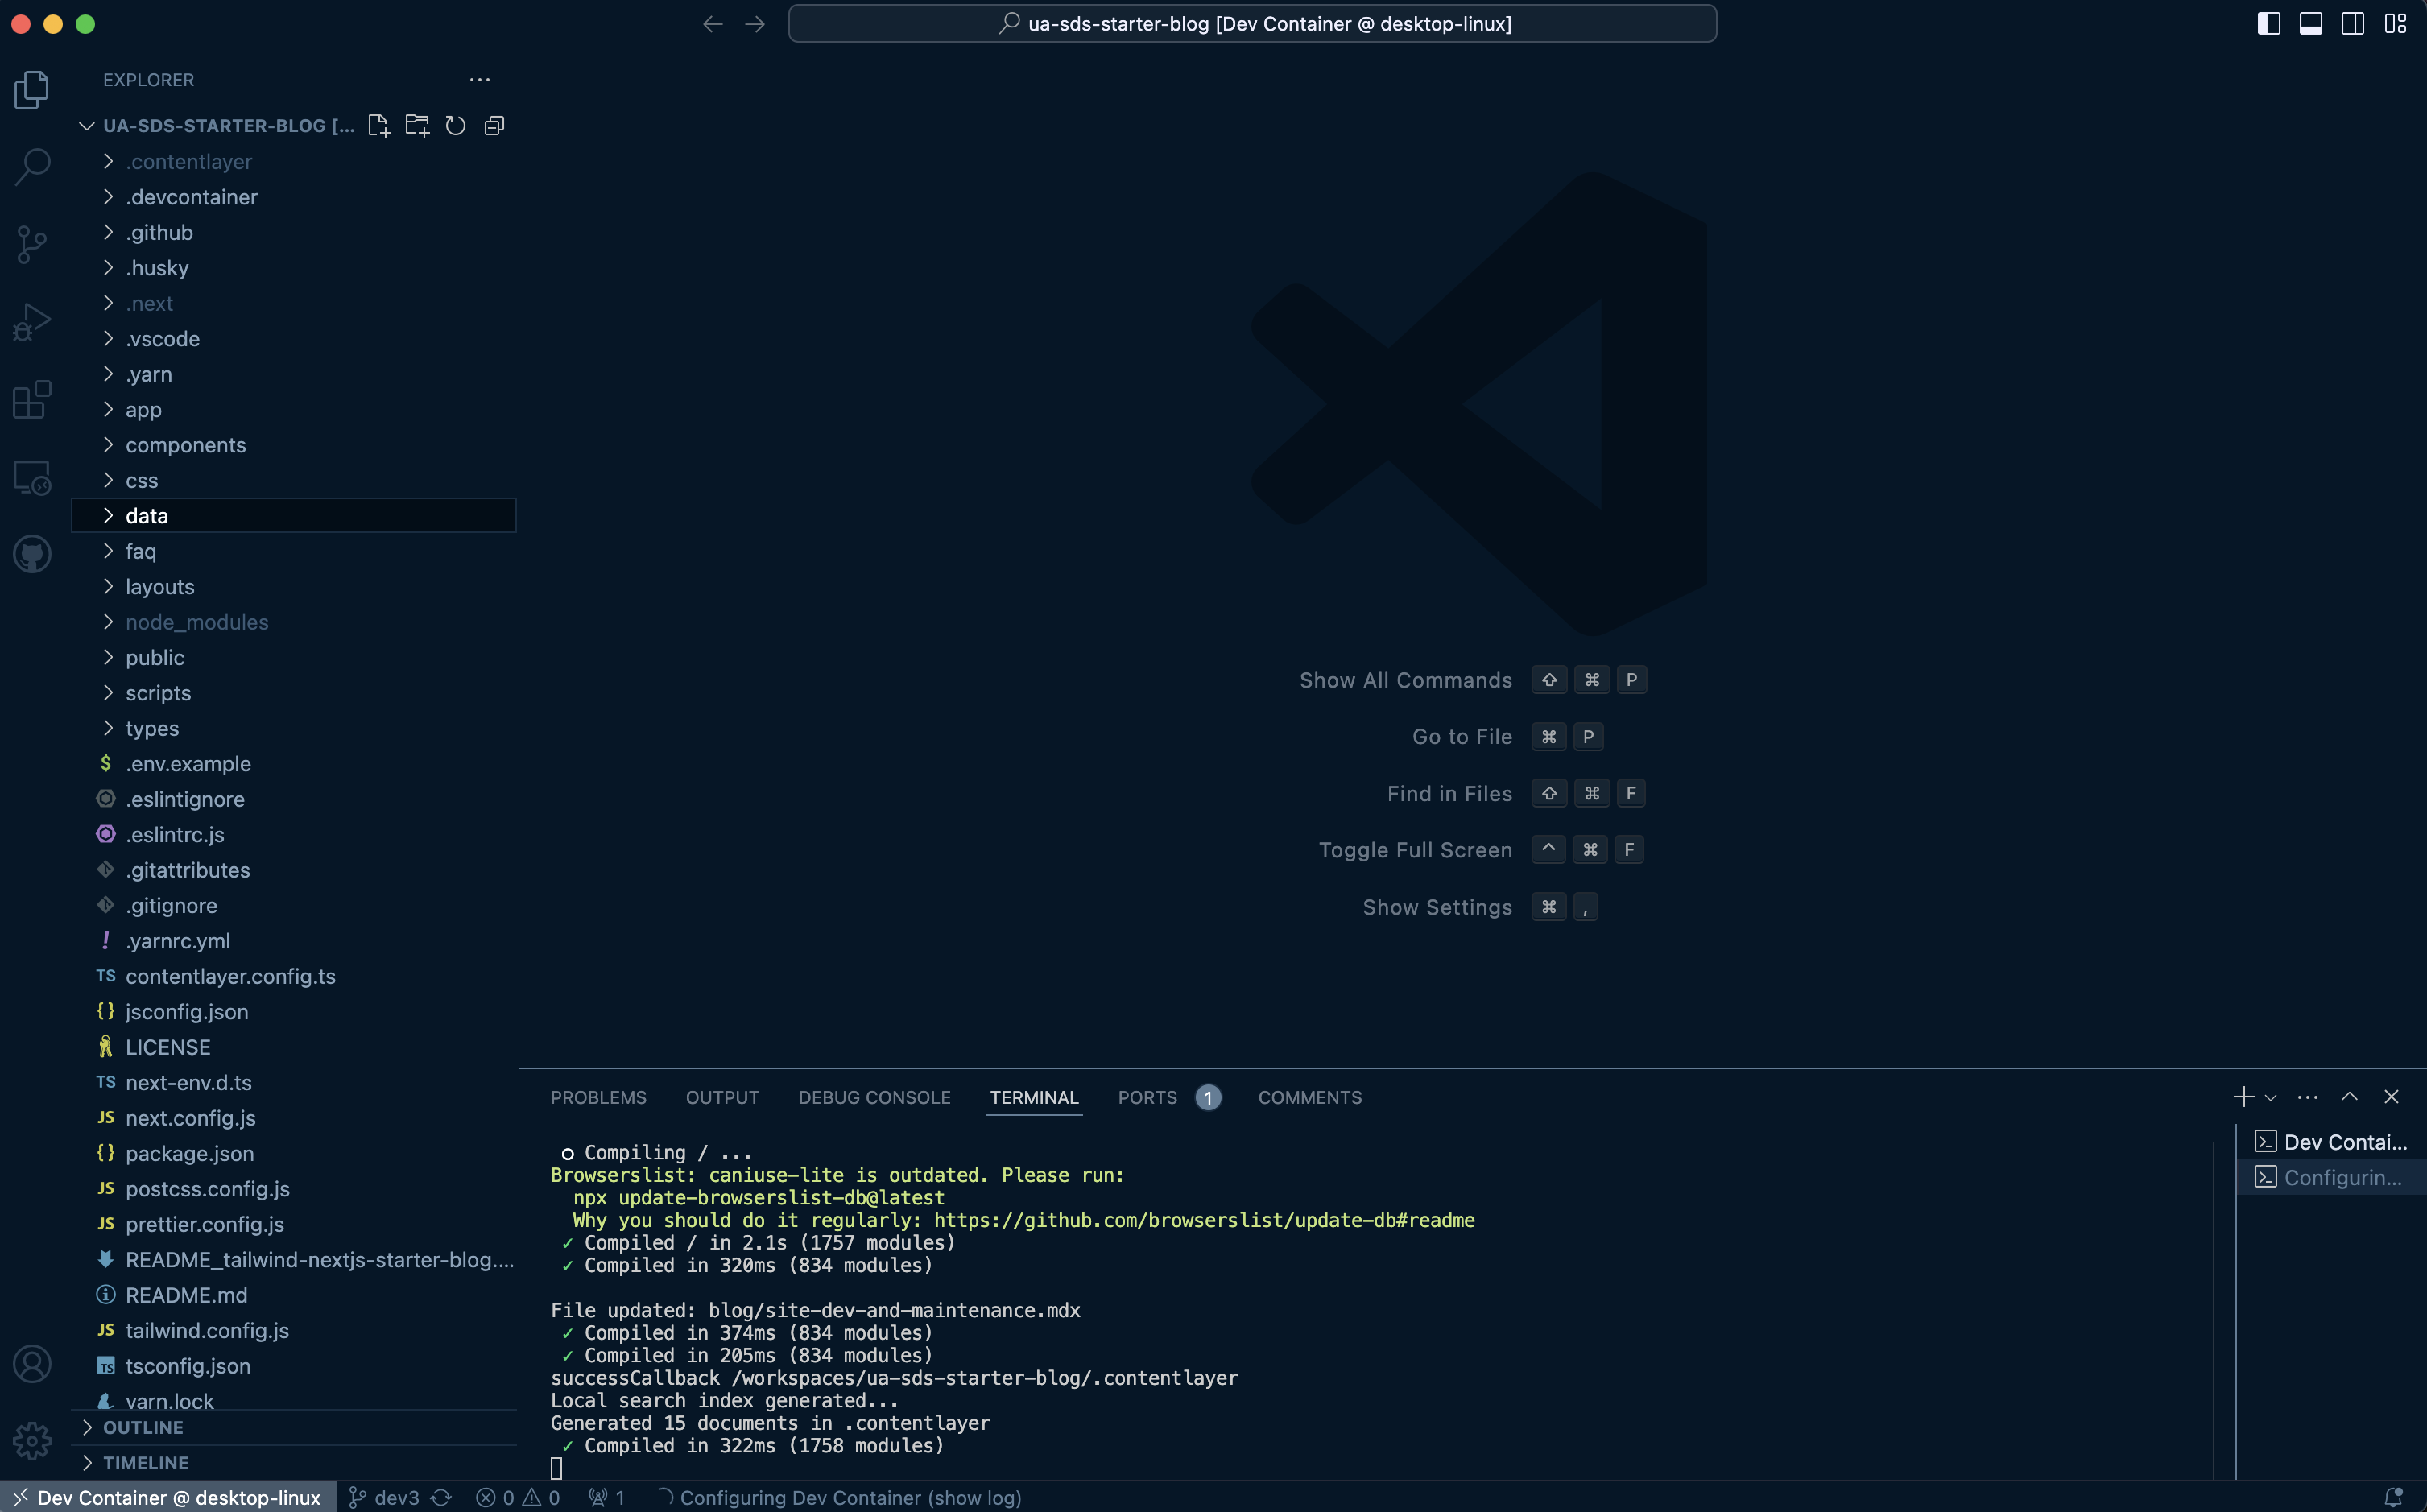 ua-sds-starter-blog [Dev Container @ desktop-linux]
EXPLORER
UA-SDS-STARTER-BLOG [...
.contentlayer
.devcontainer
.github
.husky
.next
.vscode
.yarn
app
components
css
data
faq
layouts
node_modules
public
scripts
types
$ .env.example
.eslintignore
.eslintrc.js
.gitattributes
.gitignore
! .yarnrc.yml
TS contentlayer.config.ts
{} jsconfig.json
LICENSE
TS next-env.d.ts
JS next.config.js
{} package.json
JS postcss.config.js
JS prettier.config.js
README_tailwind-nextjs-starter-blog....
README.md
JS tailwind.config.js
TS tsconfig.json
yarn.lock
OUTLINE
TIMELINE
Show All Commands ⇧ ⌘ P
Go to File ⌘ P
Find in Files ⇧ ⌘ F
Toggle Full Screen ^ ⌘ F
Show Settings ⌘ ,
PROBLEMS OUTPUT DEBUG CONSOLE TERMINAL PORTS 1 COMMENTS
○ Compiling / ...
Browserslist: caniuse-lite is outdated. Please run:
npx update-browserslist-db@latest
Why you should do it regularly: https://github.com/browserslist/update-db#readme
✓ Compiled / in 2.1s (1757 modules)
✓ Compiled in 320ms (834 modules)
File updated: blog/site-dev-and-maintenance.mdx
✓ Compiled in 374ms (834 modules)
✓ Compiled in 205ms (834 modules)
successCallback /workspaces/ua-sds-starter-blog/.contentlayer
Local search index generated...
Generated 15 documents in .contentlayer
✓ Compiled in 322ms (1758 modules)
Dev Contai...
Configurin...
Dev Container @ desktop-linux dev3 0 0 1 Configuring Dev Container (show log)